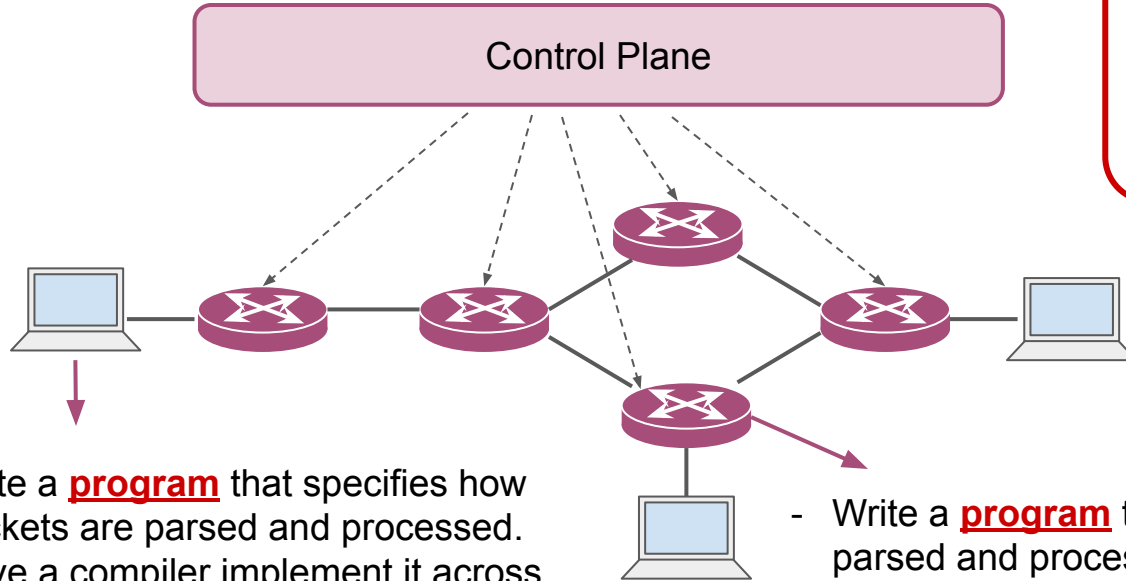 Control Plane
te a program that specifies how
kets are parsed and processed.
ve a compiler implement it across
- Write a program
parsed and